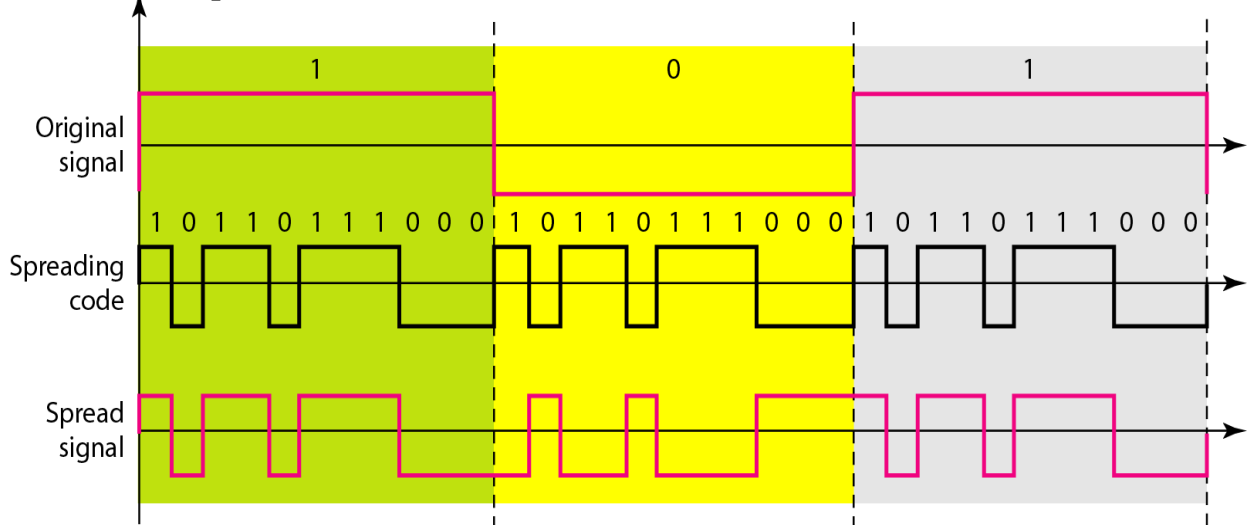 1 0 1
Original
signal
1 0 1 1 0 1 1 1 0 0 0 1 0 1 1 0 1 1 1 0 0 0 1 0 1 1 0 1 1 1 0 0 0
Spreading
code
Spread
signal